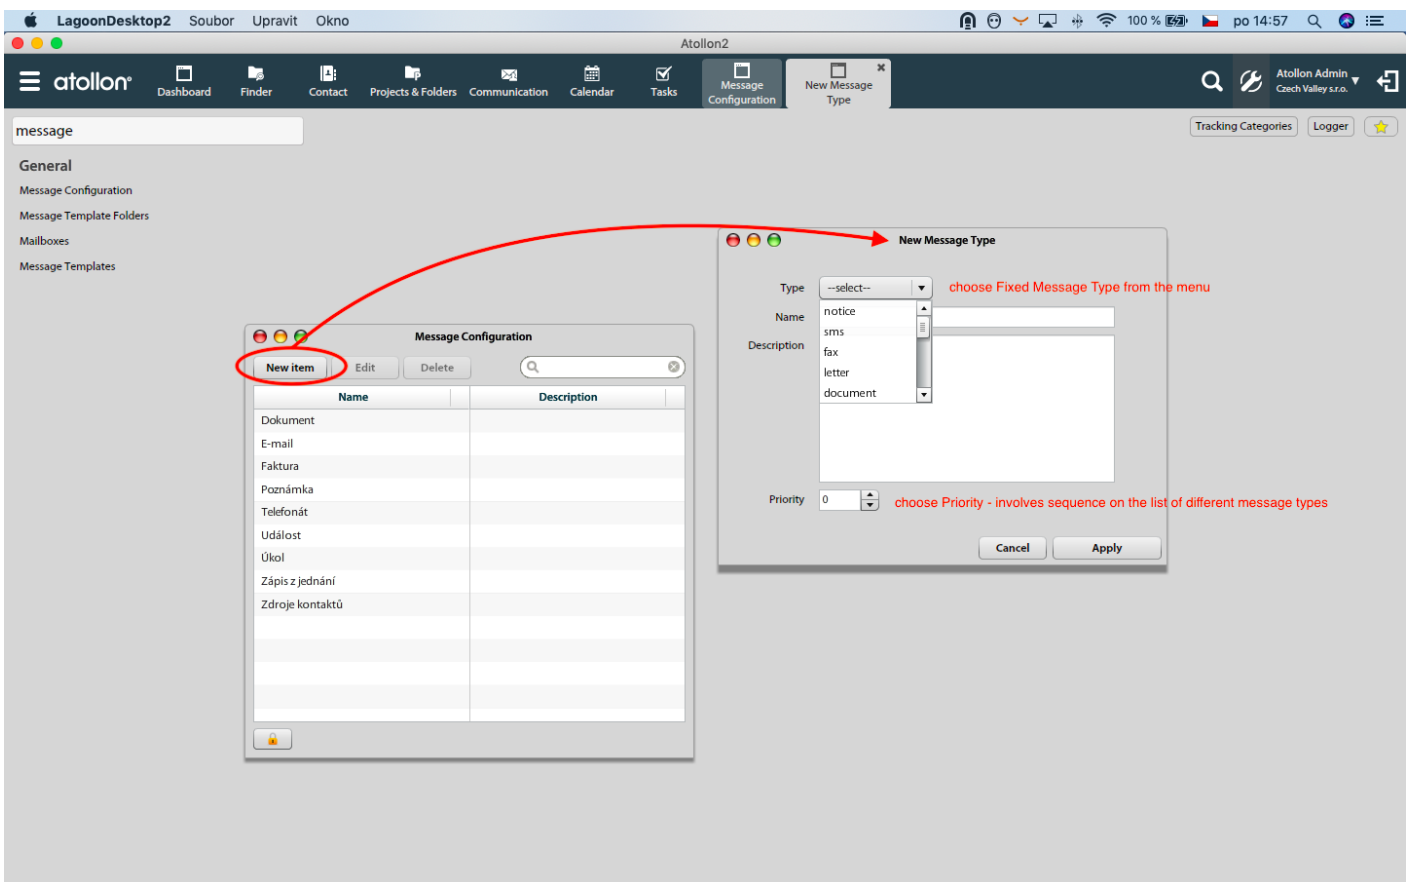 LagoonDesktop2 Soubor Upravit Okno 100 % po 14:57
Atollon2
atollon Dashboard Finder Contact Projects & Folders Communication Calendar Tasks
Message Configuration
New Message Type
Atollon Admin
Czech Valley s.r.o.
message
Tracking Categories Logger
General
Message Configuration
Message Template Folders
Mailboxes
Message Templates
Message Configuration
New item Edit Delete
Name Description
Dokument
E-mail
Faktura
Poznámka
Telefonát
Událost
Úkol
Zápis z jednání
Zdroje kontaktů
New Message Type
Type --select-- choose Fixed Message Type from the menu
Name
Description
notice
sms
fax
letter
document
Priority 0 choose Priority - involves sequence on the list of different message types
Cancel Apply